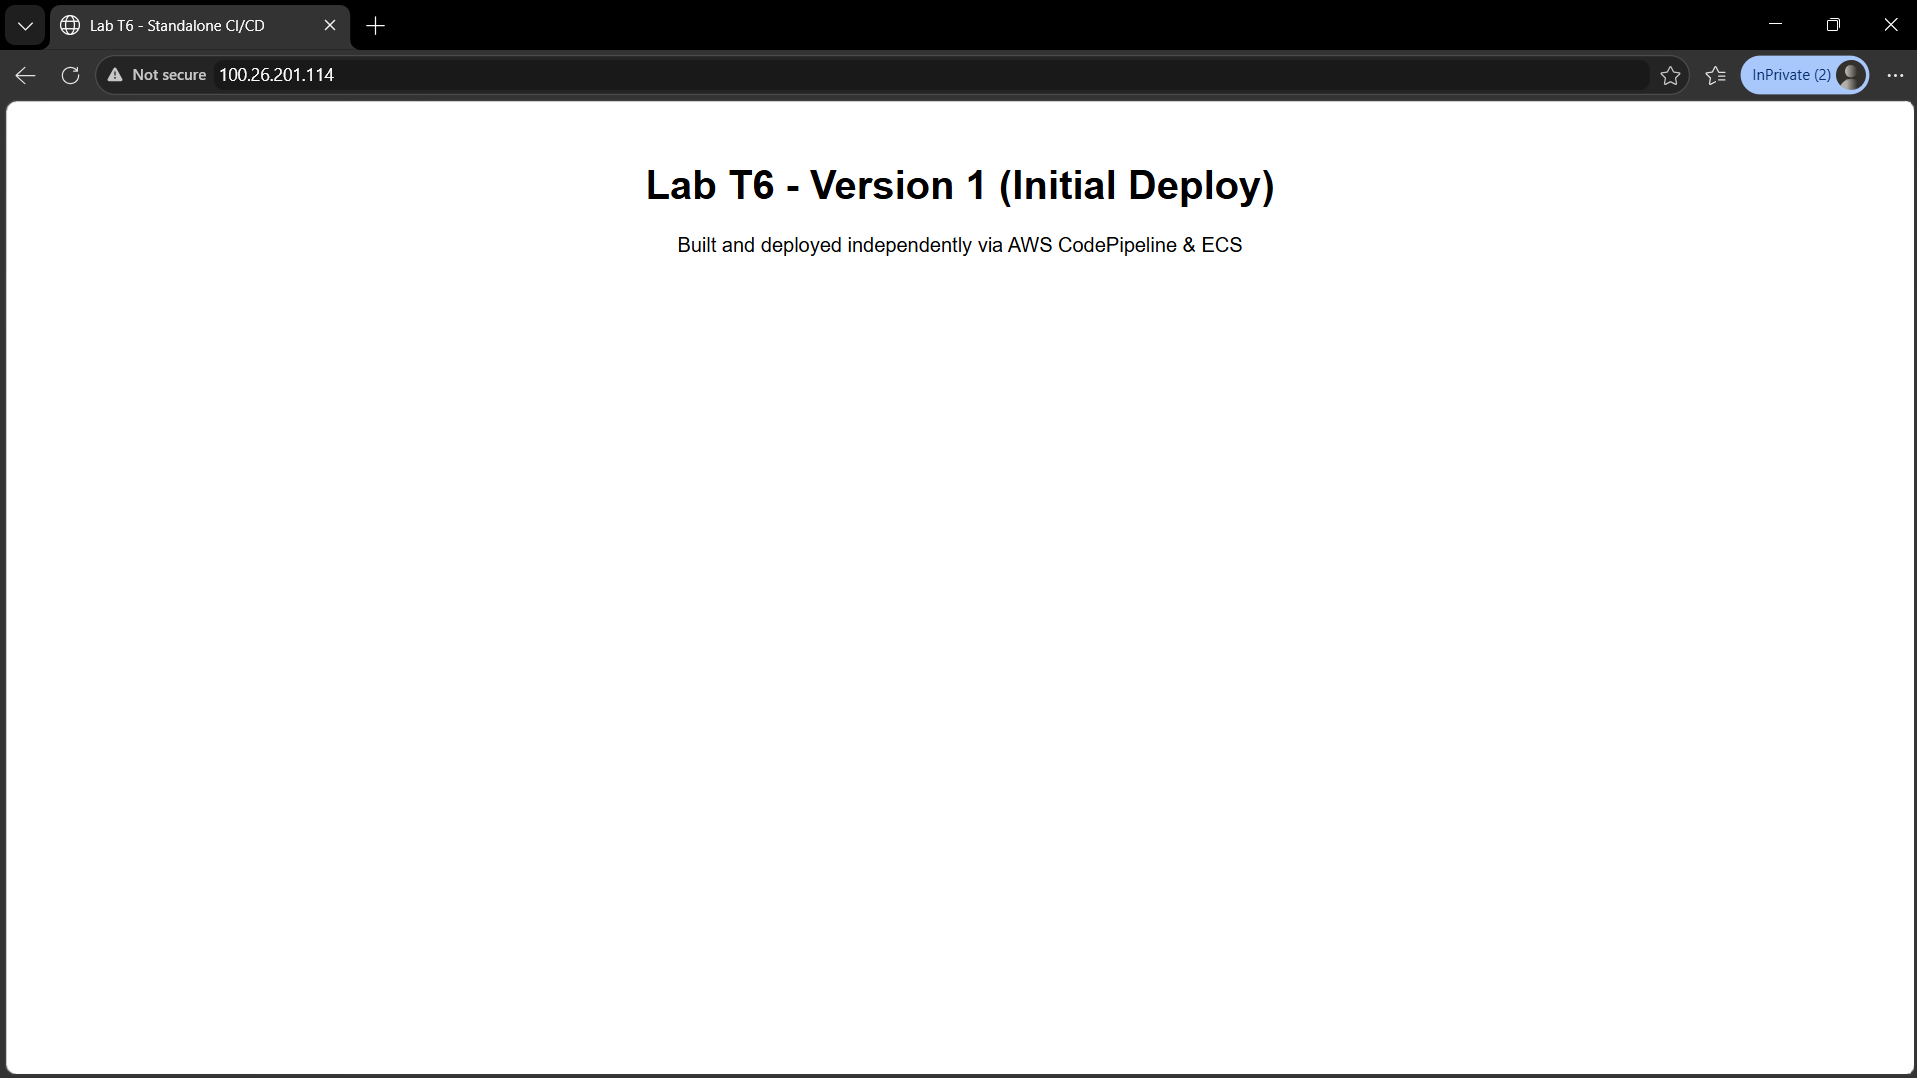 Lab T6 - Standalone CI/CD
Not secure 100.26.201.114
InPrivate (2)
Lab T6 - Version 1 (Initial Deploy)
Built and deployed independently via AWS CodePipeline & ECS